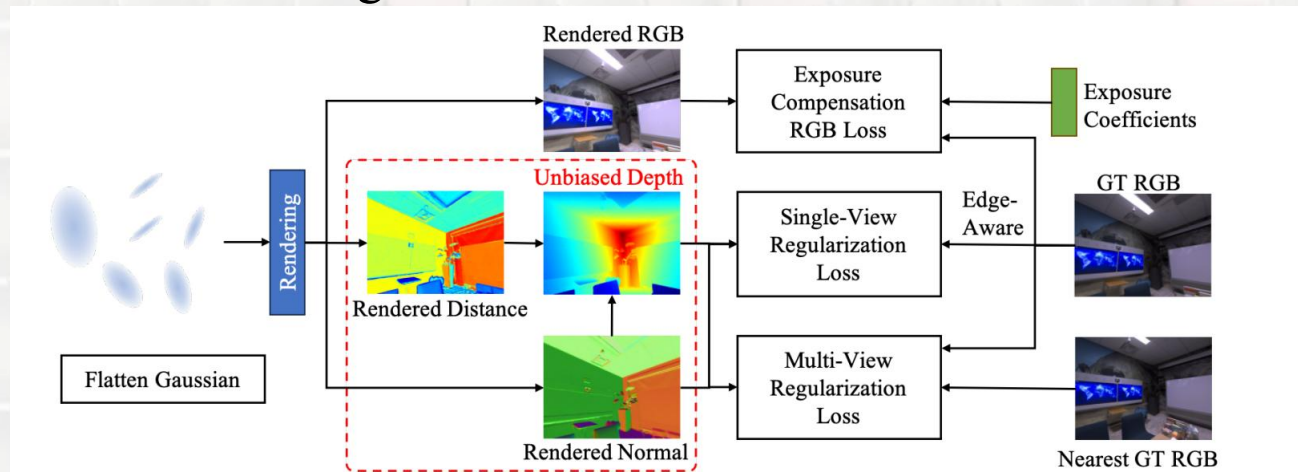 Rendered RGB
Exposure
Compensation
RGB Loss
Exposure
Coefficients
Rendering
Unbiased Depth
Single-View
Regularization
Loss
Edge-
Aware
GT RGB
Rendered Distance
Flatten Gaussian
Multi-View
Regularization
Loss
Rendered Normal
Nearest GT RGB